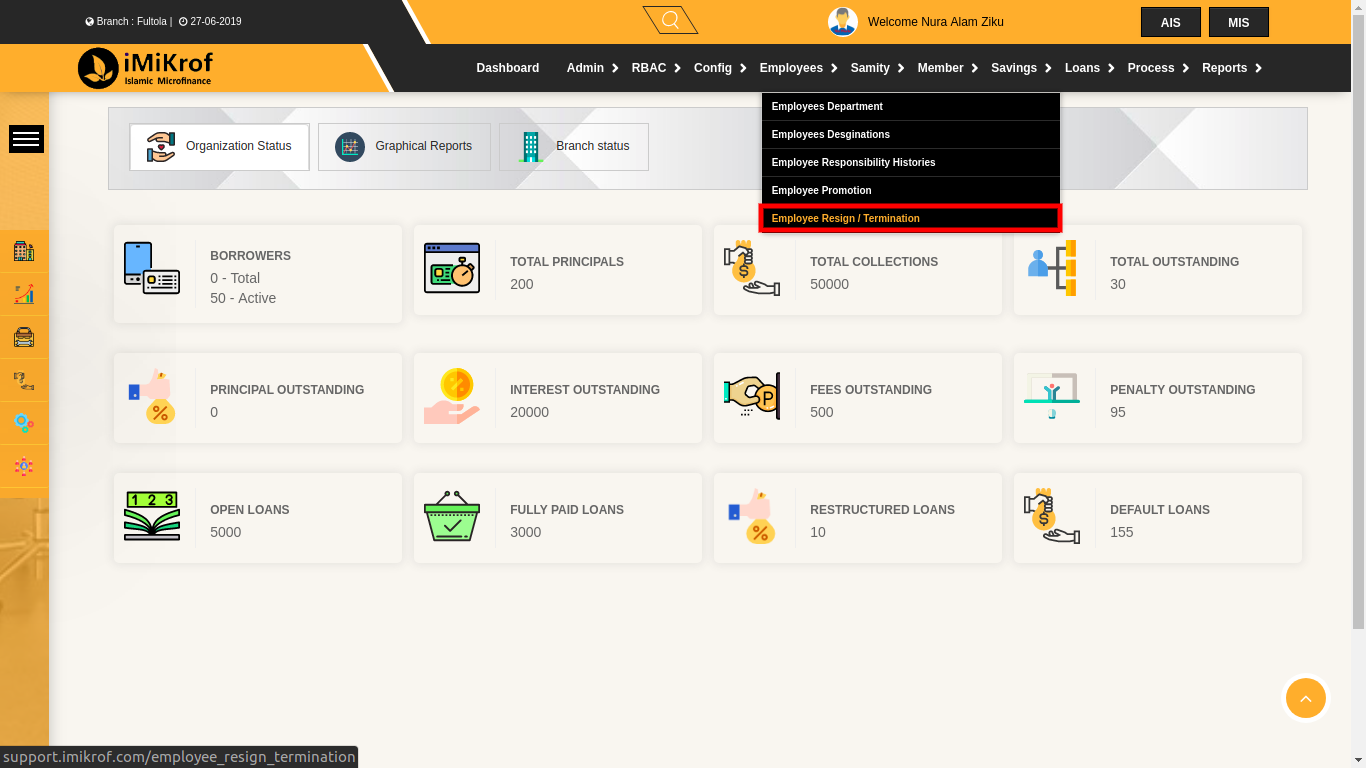 Branch : Fultola | 27-06-2019
Welcome Nura Alam Ziku
AIS
MIS
iMiKrof
Islamic Microfinance
Dashboard Admin RBAC Config Employees Samity Member Savings Loans Process Reports
Employees Department
Employees Desginations
Employee Responsibility Histories
Employee Promotion
Employee Resign / Termination
Organization Status
Graphical Reports
Branch status
BORROWERS
0 - Total
50 - Active
TOTAL PRINCIPALS
200
TOTAL COLLECTIONS
50000
TOTAL OUTSTANDING
30
PRINCIPAL OUTSTANDING
0
INTEREST OUTSTANDING
20000
FEES OUTSTANDING
500
PENALTY OUTSTANDING
95
1 2 3
OPEN LOANS
5000
FULLY PAID LOANS
3000
RESTRUCTURED LOANS
10
DEFAULT LOANS
155
support.imikrof.com/employee_resign_termination